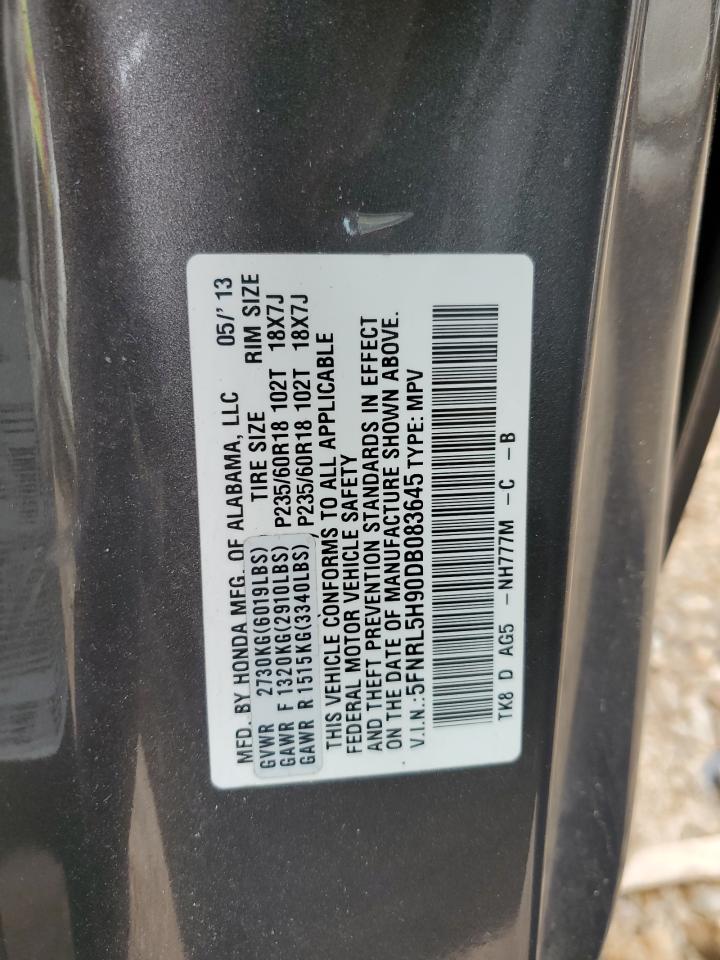 MFD. BY HONDA MFG. OF ALABAMA, LLC 05/'13
GVWR 2730KG(6019LBS) TIRE SIZE RIM SIZE
GAWR F 1320KG(2910LBS) P235/60R18 102T 18X7J
GAWR R 1515KG(3340LBS) P235/60R18 102T 18X7J
THIS VEHICLE CONFORMS TO ALL APPLICABLE
FEDERAL MOTOR VEHICLE SAFETY
AND THEFT PREVENTION STANDARDS IN EFFECT
ON THE DATE OF MANUFACTURE SHOWN ABOVE.
V.I.N.: 5FNRL5H90DB083645 TYPE: MPV
TK8 D AG5 -NH777M -C -B